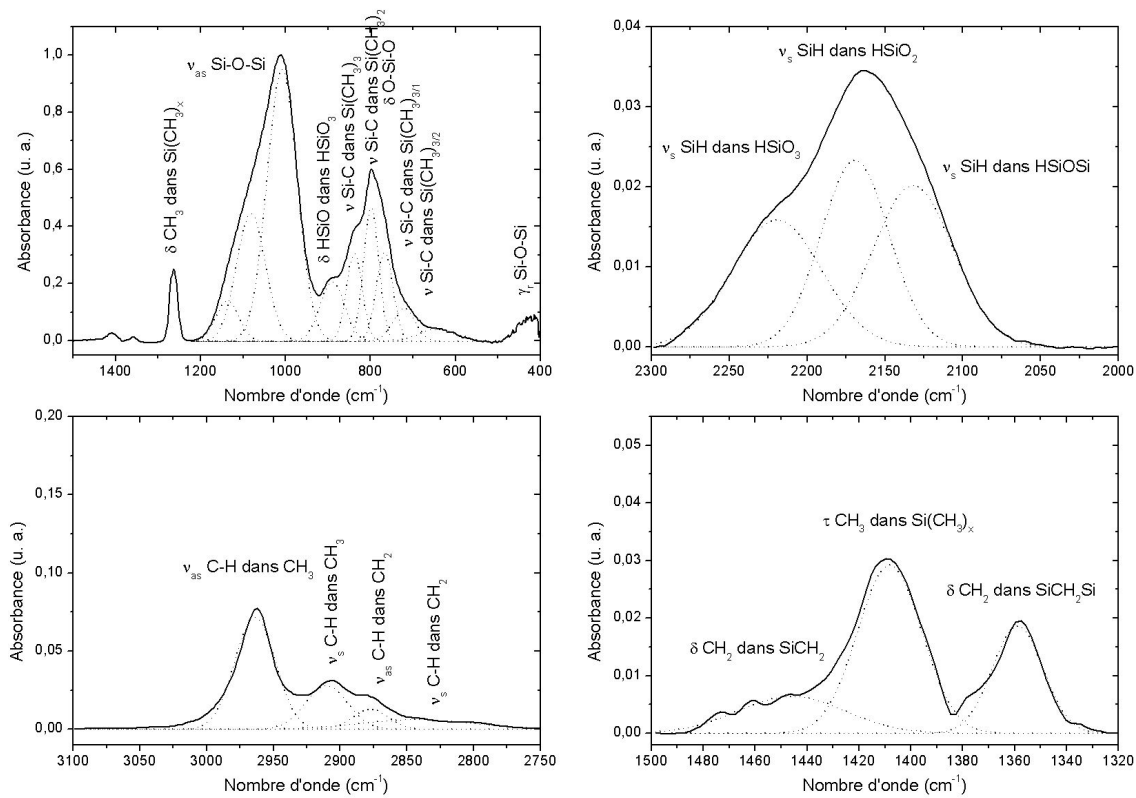 Absorbance (u. a.)
1,0
0,8
0,6
0,4
0,2
0,0
δ CH3 dans Si(CH3)x
νas Si-O-Si
δ HSiO dans HSiO3
ν Si-C dans Si(CH3)3
ν Si-C dans Si(CH3)2
δ O-Si-O
ν Si-C dans Si(CH3)3/1
ν Si-C dans Si(CH3)3/2
γr Si-O-Si
1400 1200 1000 800 600 400
Nombre d'onde (cm-1)
Absorbance (u. a.)
0,04
0,03
0,02
0,01
0,00
νs SiH dans HSiO2
νs SiH dans HSiO3
νs SiH dans HSiOSi
2300 2250 2200 2150 2100 2050 2000
Nombre d'onde (cm-1)
Absorbance (u. a.)
0,20
0,15
0,10
0,05
0,00
νas C-H dans CH3
νs C-H dans CH3
νas C-H dans CH2
νs C-H dans CH2
3100 3050 3000 2950 2900 2850 2800 2750
Nombre d'onde (cm-1)
Absorbance (u. a.)
0,05
0,04
0,03
0,02
0,01
0,00
τ CH3 dans Si(CH3)x
δ CH2 dans SiCH2Si
δ CH2 dans SiCH2
1500 1480 1460 1440 1420 1400 1380 1360 1340 1320
Nombre d'onde (cm-1)